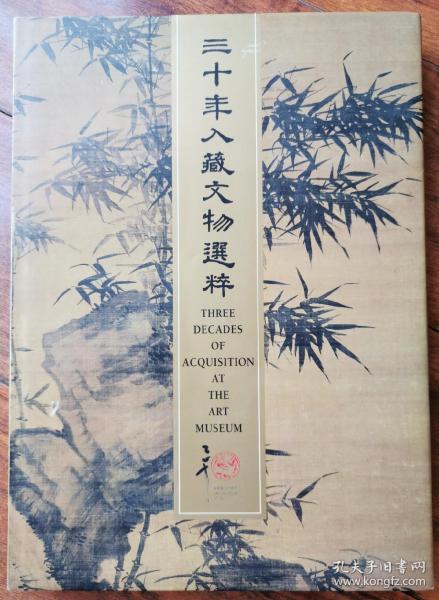 三十年入藏文物選粹
THREE
DECADES
OF
ACQUISITION
AT
THE
ART
MUSEUM
孔夫子旧书网
book.kongfz.com